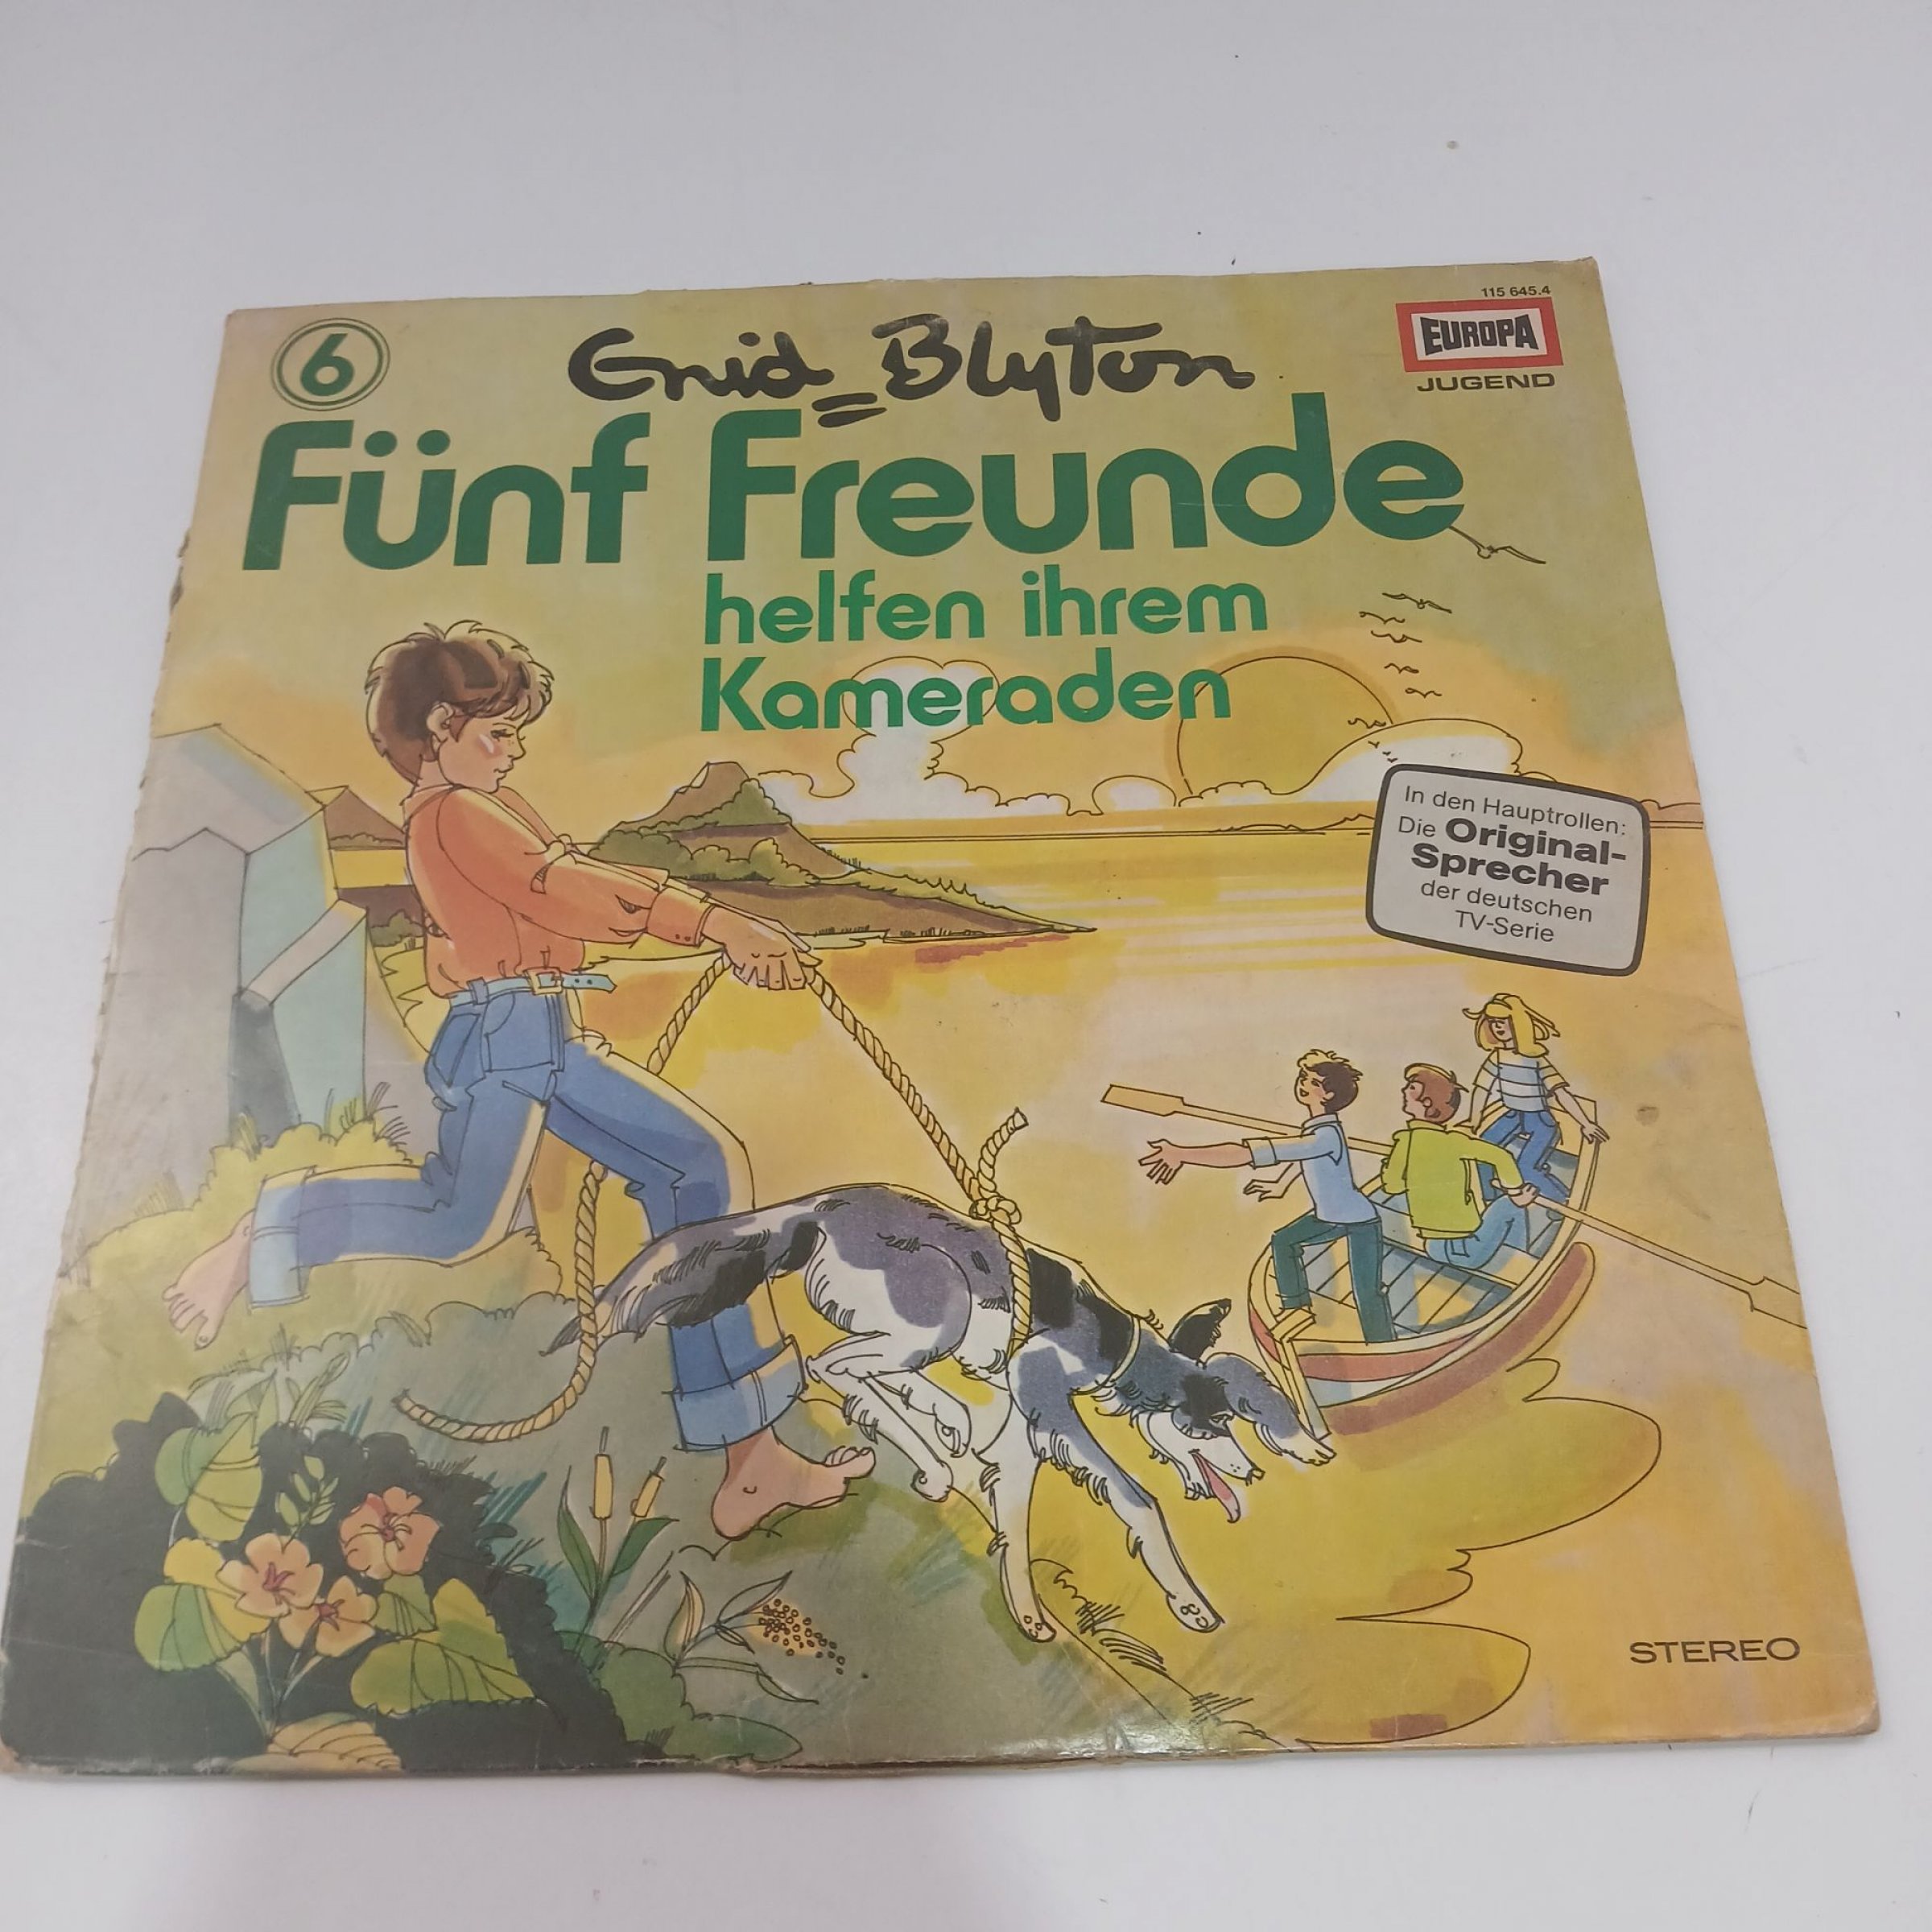 115 645.4
EUROPA
JUGEND
6
Enid Blyton
Fünf Freunde
helfen ihrem
Kameraden
In den Hauptrollen:
Die Original-
Sprecher
der deutschen
TV-Serie
STEREO